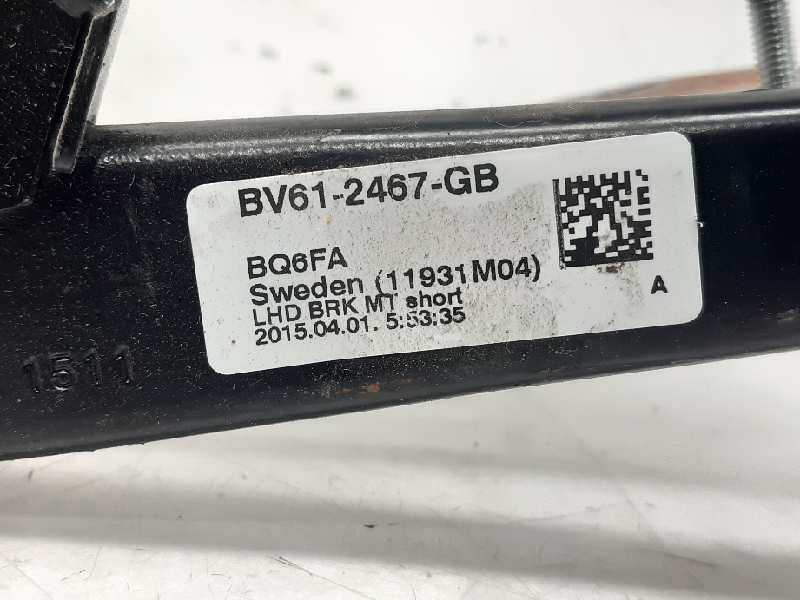 BV61-2467-GB
BQ6FA
Sweden (11931M04)
LHD BRK MT short
2015.04.01. 5:53:35
A
1511